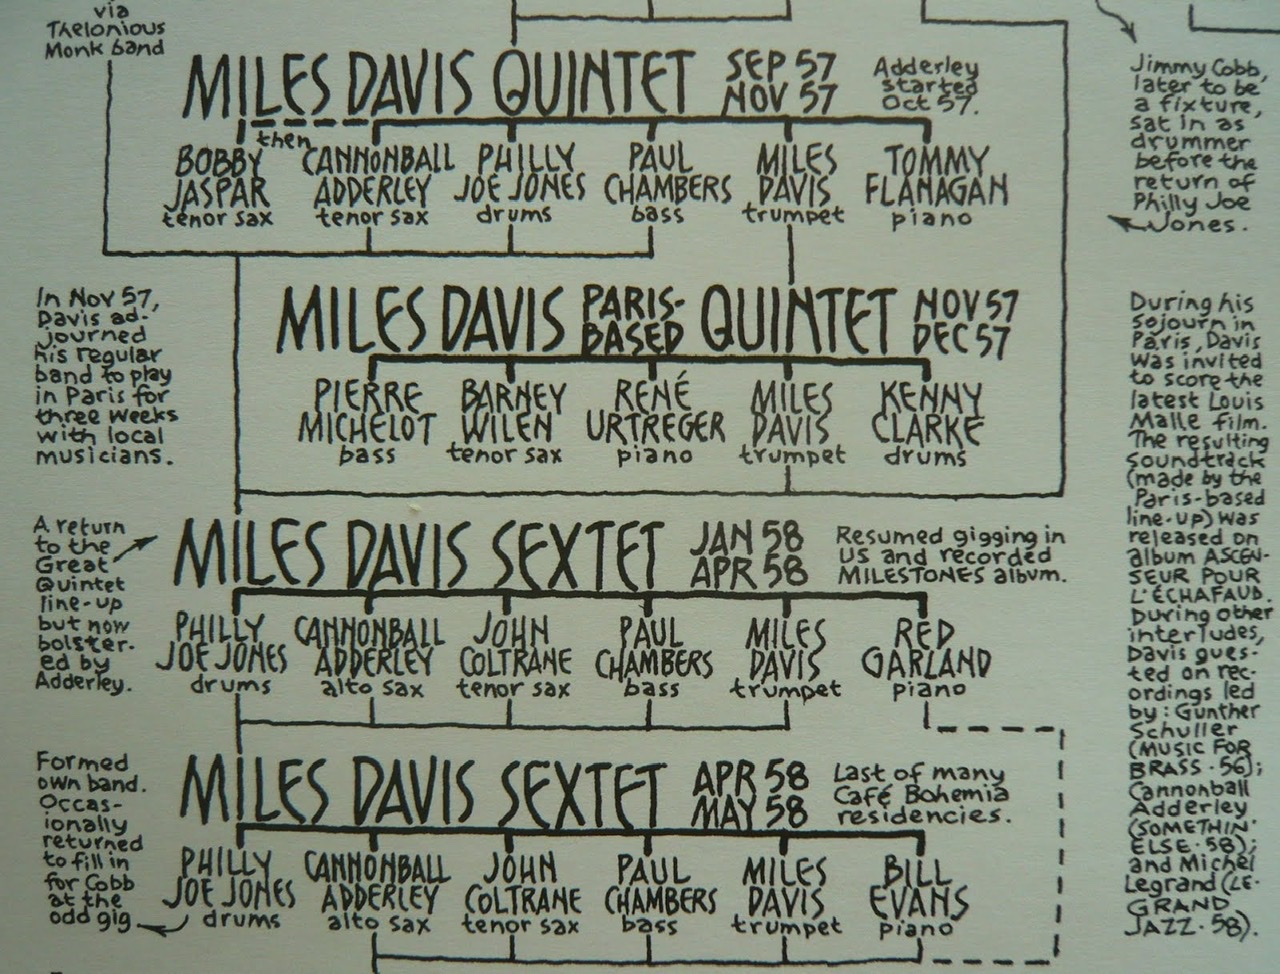 via
Thelonious
Monk band
MILES DAVIS QUINTET
SEP 57
NOV 57
Adderley
started
Oct 57.
then
BOBBY
JASPAR
tenor sax
CANNONBALL
ADDERLEY
tenor sax
PHILLY
JOE JONES
drums
PAUL
CHAMBERS
bass
MILES
DAVIS
trumpet
TOMMY
FLANAGAN
piano
Jimmy Cobb,
later to be
a fixture,
sat in as
drummer
before the
return of
Philly Joe
Jones.
In Nov 57,
Davis ad-
journed
his regular
band to play
in Paris for
three weeks
with local
musicians.
MILES DAVIS PARIS-BASED QUINTET
NOV 57
DEC 57
PIERRE
MICHELOT
bass
BARNEY
WILEN
tenor sax
RENÉ
URTREGER
piano
MILES
DAVIS
trumpet
KENNY
CLARKE
drums
During his
sojourn in
Paris, Davis
was invited
to score the
latest Louis
Malle film.
The resulting
soundtrack
(made by the
Paris-based
line-up) was
released on
album ASCEN-
SEUR POUR
L'ÉCHAFAUD.
During other
interludes,
Davis gues-
ted on rec-
ordings led
by: Gunther
Schuller
(MUSIC FOR
BRASS · 56);
Cannonball
Adderley
(SOMETHIN'
ELSE · 58);
and Michel
Legrand (LE-
GRAND
JAZZ · 58).
A return
to the
Great
Quintet
line-up
but now
bolster-
ed by
Adderley.
MILES DAVIS SEXTET
JAN 58
APR 58
Resumed gigging in
US and recorded
MILESTONES album.
PHILLY
JOE JONES
drums
CANNONBALL
ADDERLEY
alto sax
JOHN
COLTRANE
tenor sax
PAUL
CHAMBERS
bass
MILES
DAVIS
trumpet
RED
GARLAND
piano
Formed
own band.
Occas-
ionally
returned
to fill in
for Cobb
at the
odd gig
MILES DAVIS SEXTET
APR 58
MAY 58
Last of many
Café Bohemia
residencies.
PHILLY
JOE JONES
drums
CANNONBALL
ADDERLEY
alto sax
JOHN
COLTRANE
tenor sax
PAUL
CHAMBERS
bass
MILES
DAVIS
trumpet
BILL
EVANS
piano